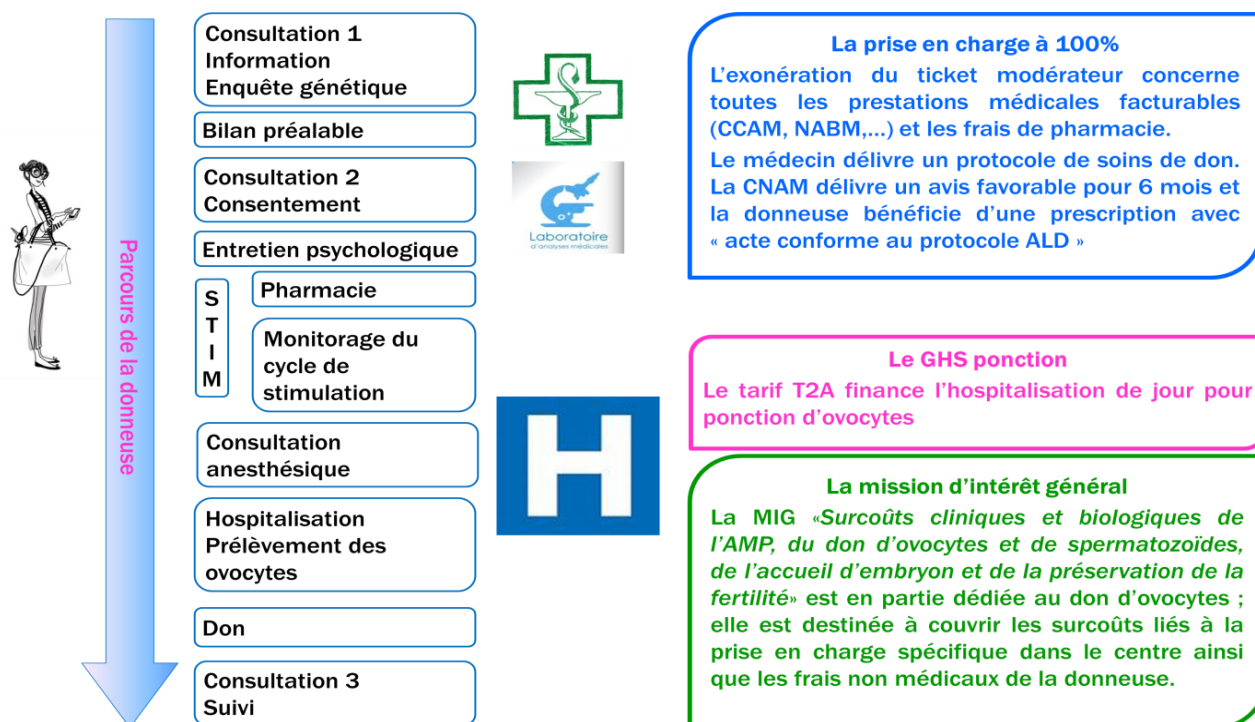 Parcours de la donneuse
Consultation 1
Information
Enquête génétique
Bilan préalable
Consultation 2
Consentement
Entretien psychologique
STIM
Pharmacie
Monitorage du
cycle de
stimulation
Consultation
anesthésique
Hospitalisation
Prélèvement des
ovocytes
Don
Consultation 3
Suivi
Laboratoire
d'analyses médicales
H
La prise en charge à 100%
L'exonération du ticket modérateur concerne
toutes les prestations médicales facturables
(CCAM, NABM,...) et les frais de pharmacie.
Le médecin délivre un protocole de soins de don.
La CNAM délivre un avis favorable pour 6 mois et
la donneuse bénéficie d'une prescription avec
« acte conforme au protocole ALD »
Le GHS ponction
Le tarif T2A finance l'hospitalisation de jour pour
ponction d'ovocytes
La mission d'intérêt général
La MIG «Surcoûts cliniques et biologiques de
l'AMP, du don d'ovocytes et de spermatozoïdes,
de l'accueil d'embryon et de la préservation de la
fertilité» est en partie dédiée au don d'ovocytes ;
elle est destinée à couvrir les surcoûts liés à la
prise en charge spécifique dans le centre ainsi
que les frais non médicaux de la donneuse.